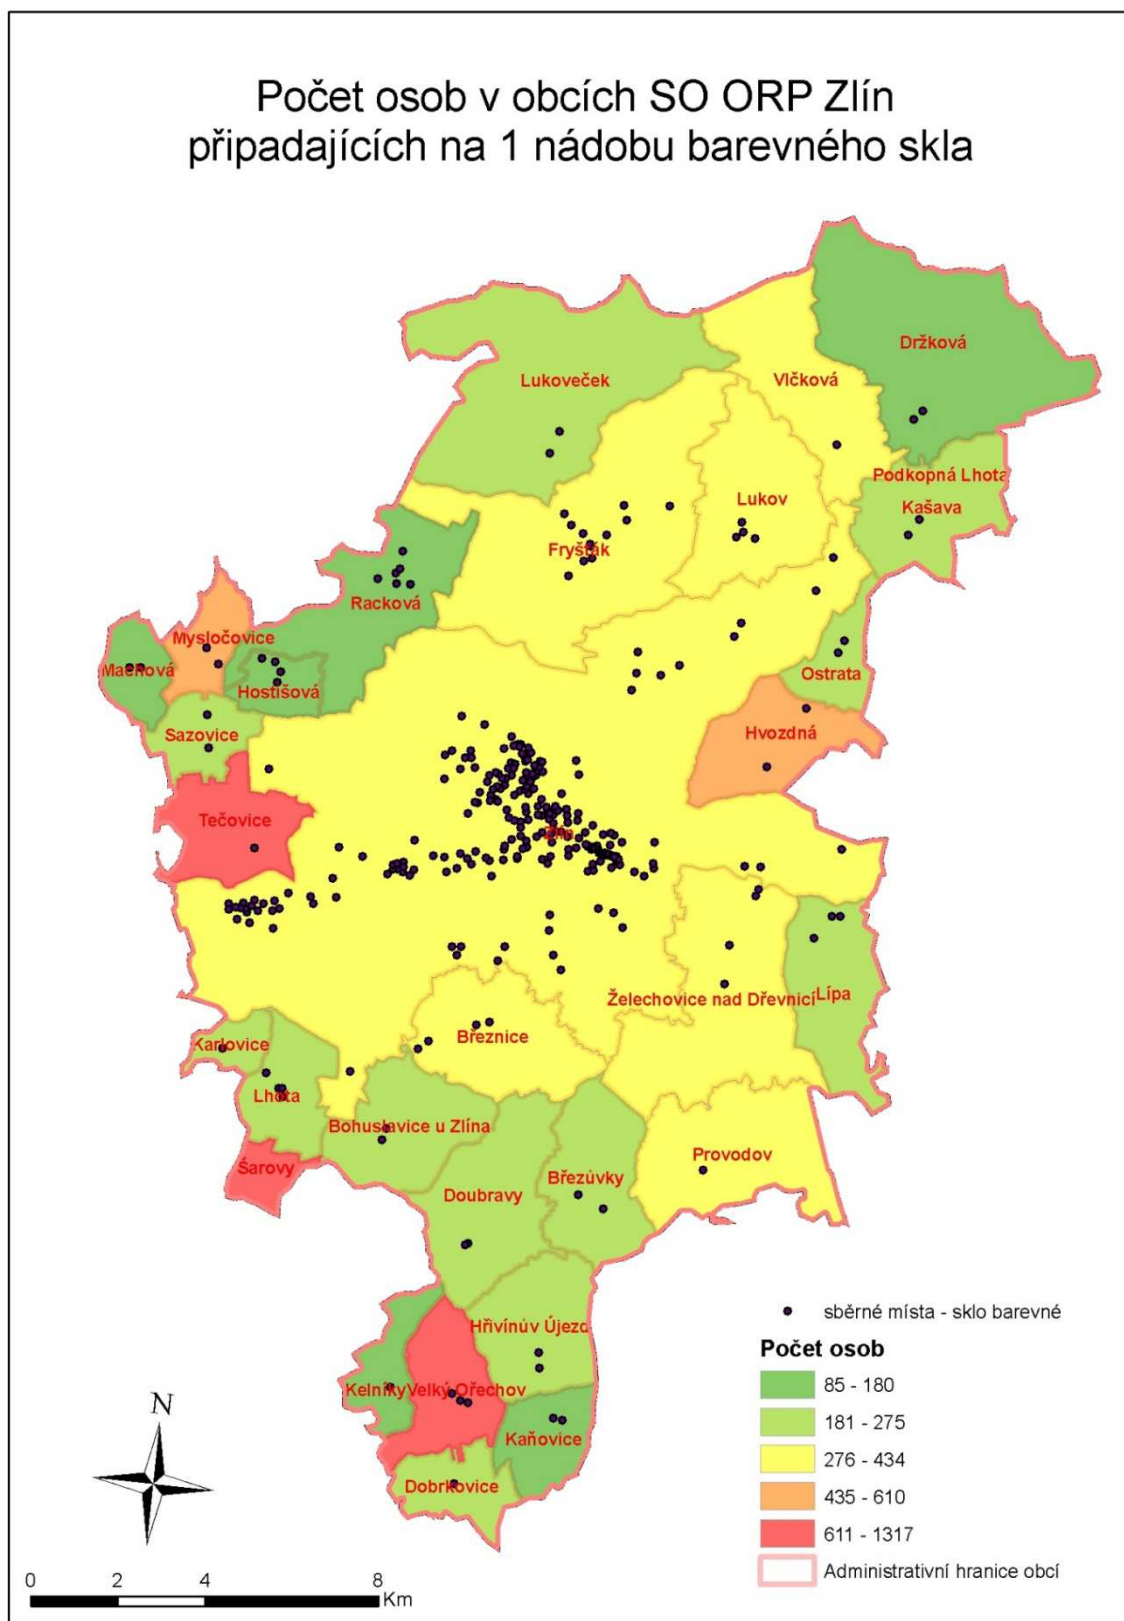 Počet osob v obcích SO ORP Zlín
připadajících na 1 nádobu barevného skla
Držková
Lukoveček
Vlčková
Podkopná Lhota
Kašava
Lukov
Fryšták
Racková
Mysločovice
Machová
Hostišová
Ostrata
Sazovice
Hvozdná
Tečovice
Zlín
Želechovice nad Dřevnicí
Lípa
Březnice
Karlovice
Lhota
Bohuslavice u Zlína
Šarovy
Provodov
Březůvky
Doubravy
Hřivínův Újezd
Kelníky
Velký Ořechov
Kaňovice
Dobrkovice
sběrné místa - sklo barevné
Počet osob
85 - 180
181 - 275
276 - 434
435 - 610
611 - 1317
Administrativní hranice obcí
N
0 2 4 8
Km